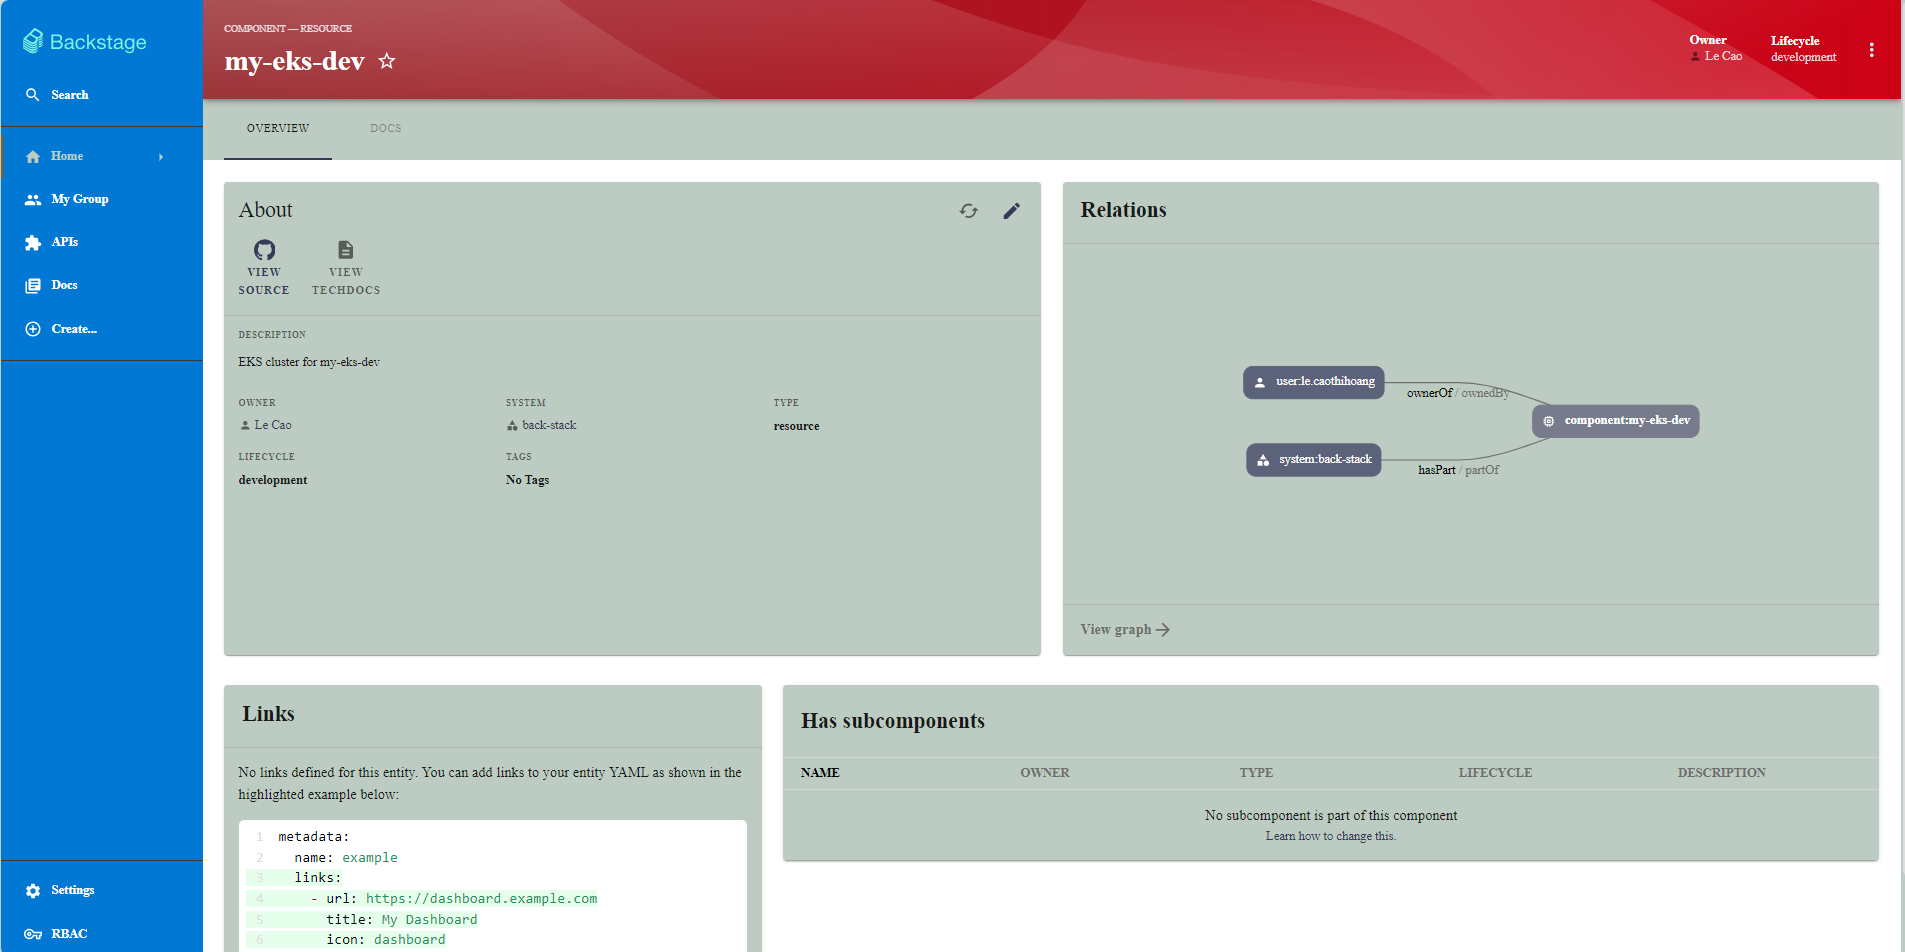 Backstage
Search
Home
My Group
APIs
Docs
Create...
Settings
RBAC
COMPONENT — RESOURCE
my-eks-dev
Owner
Le Cao
Lifecycle
development
OVERVIEW
DOCS
About
VIEW SOURCE
VIEW TECHDOCS
DESCRIPTION
EKS cluster for my-eks-dev
OWNER
Le Cao
SYSTEM
back-stack
TYPE
resource
LIFECYCLE
development
TAGS
No Tags
Relations
user:le.caothihoang
ownerOf / ownedBy
component:my-eks-dev
system:back-stack
hasPart / partOf
View graph
Links
No links defined for this entity. You can add links to your entity YAML as shown in the
highlighted example below:
1 metadata:
2 name: example
3 links:
4 - url: https://dashboard.example.com
5 title: My Dashboard
6 icon: dashboard
Has subcomponents
NAME OWNER TYPE LIFECYCLE DESCRIPTION
No subcomponent is part of this component
Learn how to change this.